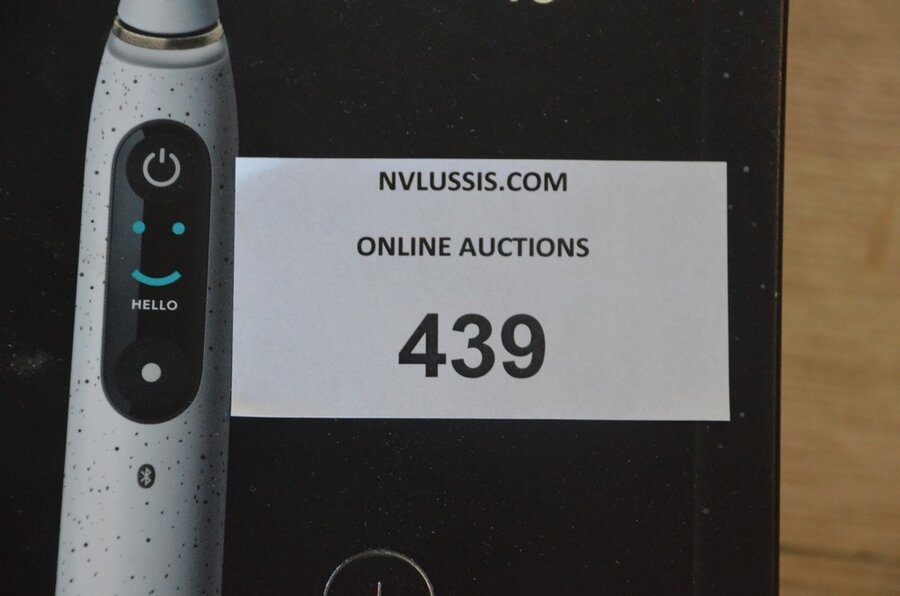 NVLUSSIS.COM
ONLINE AUCTIONS
439
HELLO